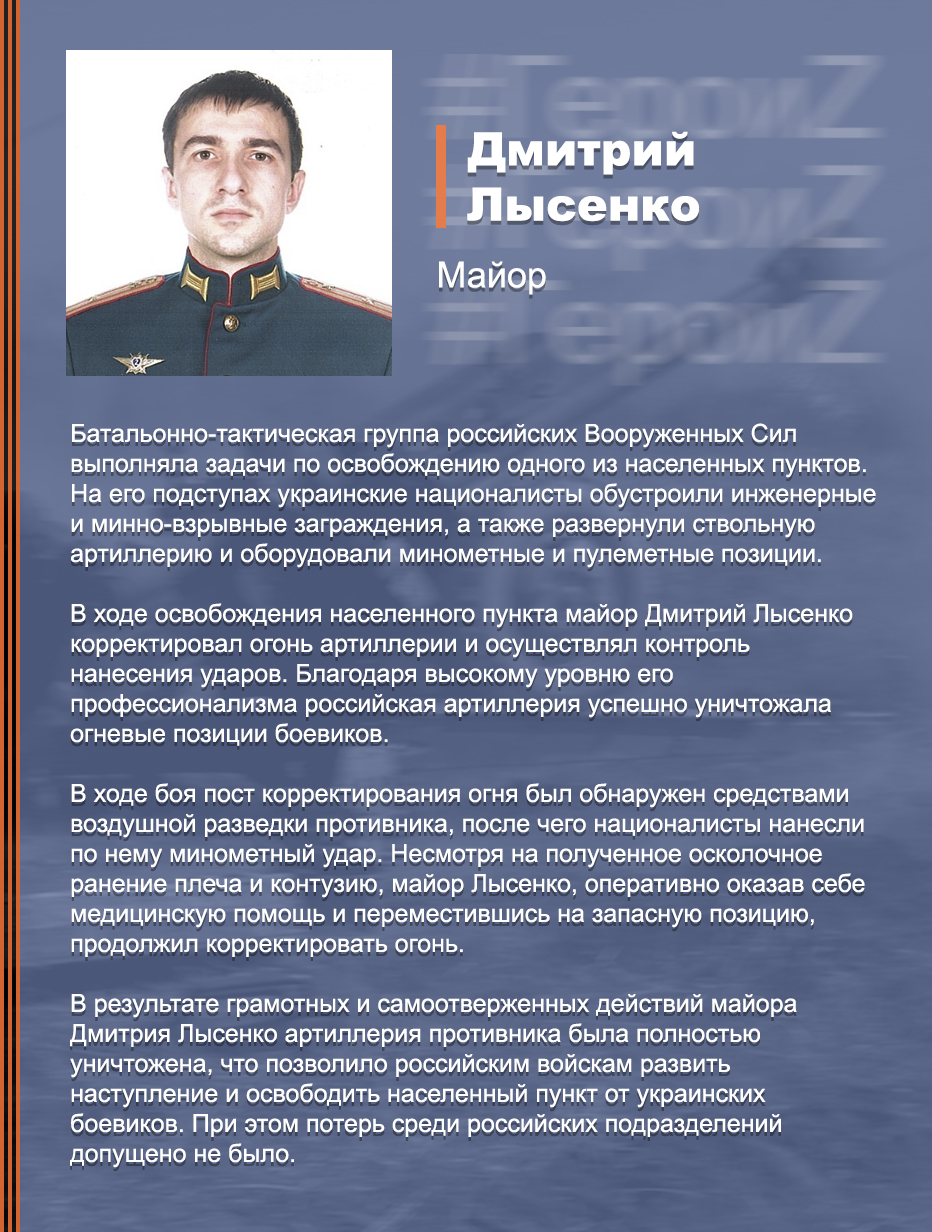 #ГероиZ
Дмитрий
#ГероиZ
Лысенко
Майор
#ГероиZ
Батальонно-тактическая группа российских Вооруженных Сил
выполняла задачи по освобождению одного из населенных пунктов.
На его подступах украинские националисты обустроили инженерные
и минно-взрывные заграждения, а также развернули ствольную
артиллерию и оборудовали минометные и пулеметные позиции.
В ходе освобождения населенного пункта майор Дмитрий Лысенко
корректировал огонь артиллерии и осуществлял контроль
нанесения ударов. Благодаря высокому уровню его
профессионализма российская артиллерия успешно уничтожала
огневые позиции боевиков.
В ходе боя пост корректирования огня был обнаружен средствами
воздушной разведки противника, после чего националисты нанесли
по нему минометный удар. Несмотря на полученное осколочное
ранение плеча и контузию, майор Лысенко, оперативно оказав себе
медицинскую помощь и переместившись на запасную позицию,
продолжил корректировать огонь.
В результате грамотных и самоотверженных действий майора
Дмитрия Лысенко артиллерия противника была полностью
уничтожена, что позволило российским войскам развить
наступление и освободить населенный пункт от украинских
боевиков. При этом потерь среди российских подразделений
допущено не было.